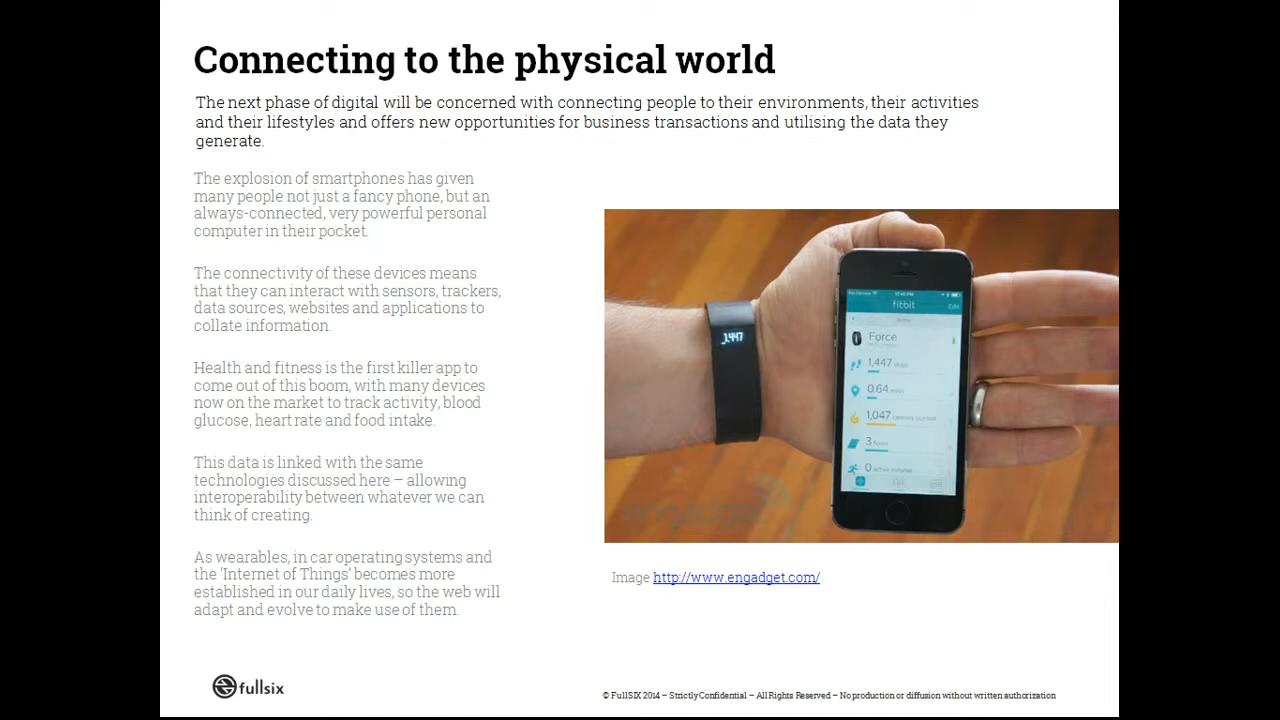 Connecting to the physical world
The next phase of digital will be concerned with connecting people to their environments, their activities
and their lifestyles and offers new opportunities for business transactions and utilising the data they
generate.
The explosion of smartphones has given
many people not just a fancy phone, but an
always-connected, very powerful personal
computer in their pocket.
The connectivity of these devices means
that they can interact with sensors, trackers,
data sources, websites and applications to
collate information.
Health and fitness is the first killer app to
come out of this boom, with many devices
now on the market to track activity, blood
glucose, heart rate and food intake.
This data is linked with the same
technologies discussed here – allowing
interoperability between whatever we can
think of creating.
As wearables, in car operating systems and
the ‘Internet of Things’ becomes more
established in our daily lives, so the web will
adapt and evolve to make use of them.
1,447
fitbit
Edit
Force
1,447 steps
0.64 miles
1,047 calories burned
3 floors
0 active minutes
engadget
Image http://www.engadget.com/
fullsix
© FullSIX 2014 – Strictly Confidential – All Rights Reserved – No production or diffusion without written authorization